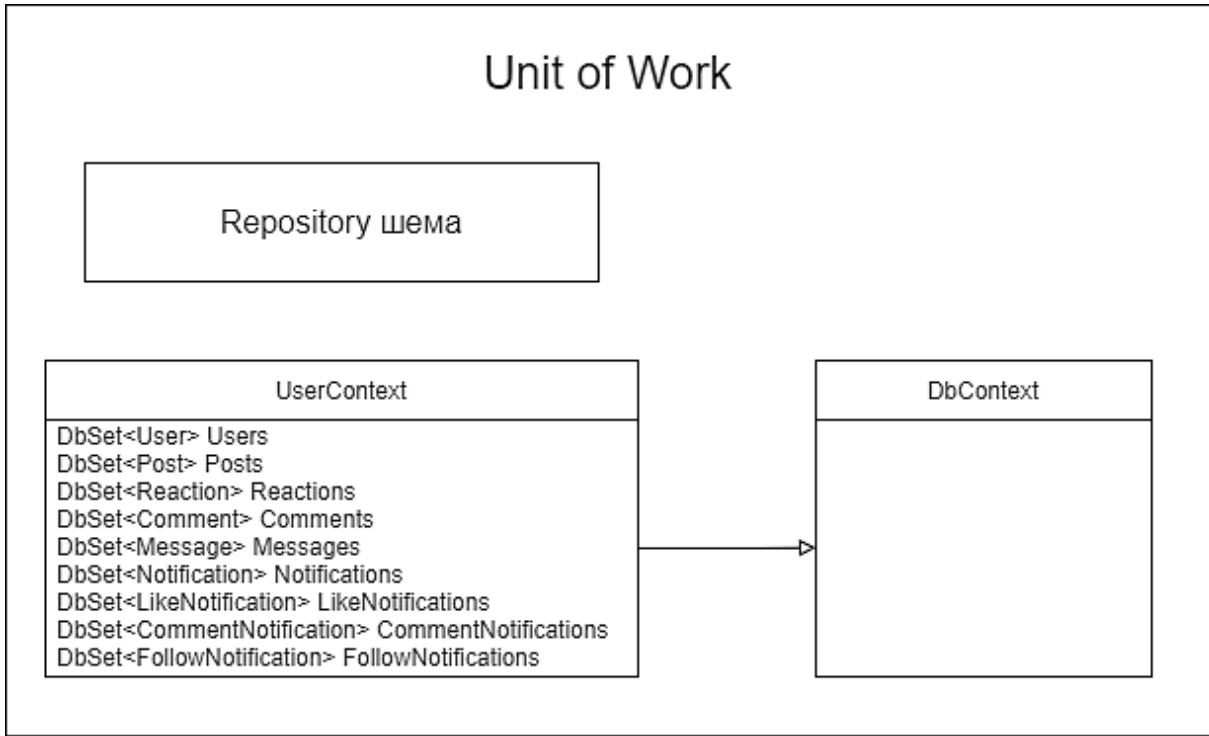 Unit of Work
Repository шема
UserContext
DbSet<User> Users
DbSet<Post> Posts
DbSet<Reaction> Reactions
DbSet<Comment> Comments
DbSet<Message> Messages
DbSet<Notification> Notifications
DbSet<LikeNotification> LikeNotifications
DbSet<CommentNotification> CommentNotifications
DbSet<FollowNotification> FollowNotifications
DbContext